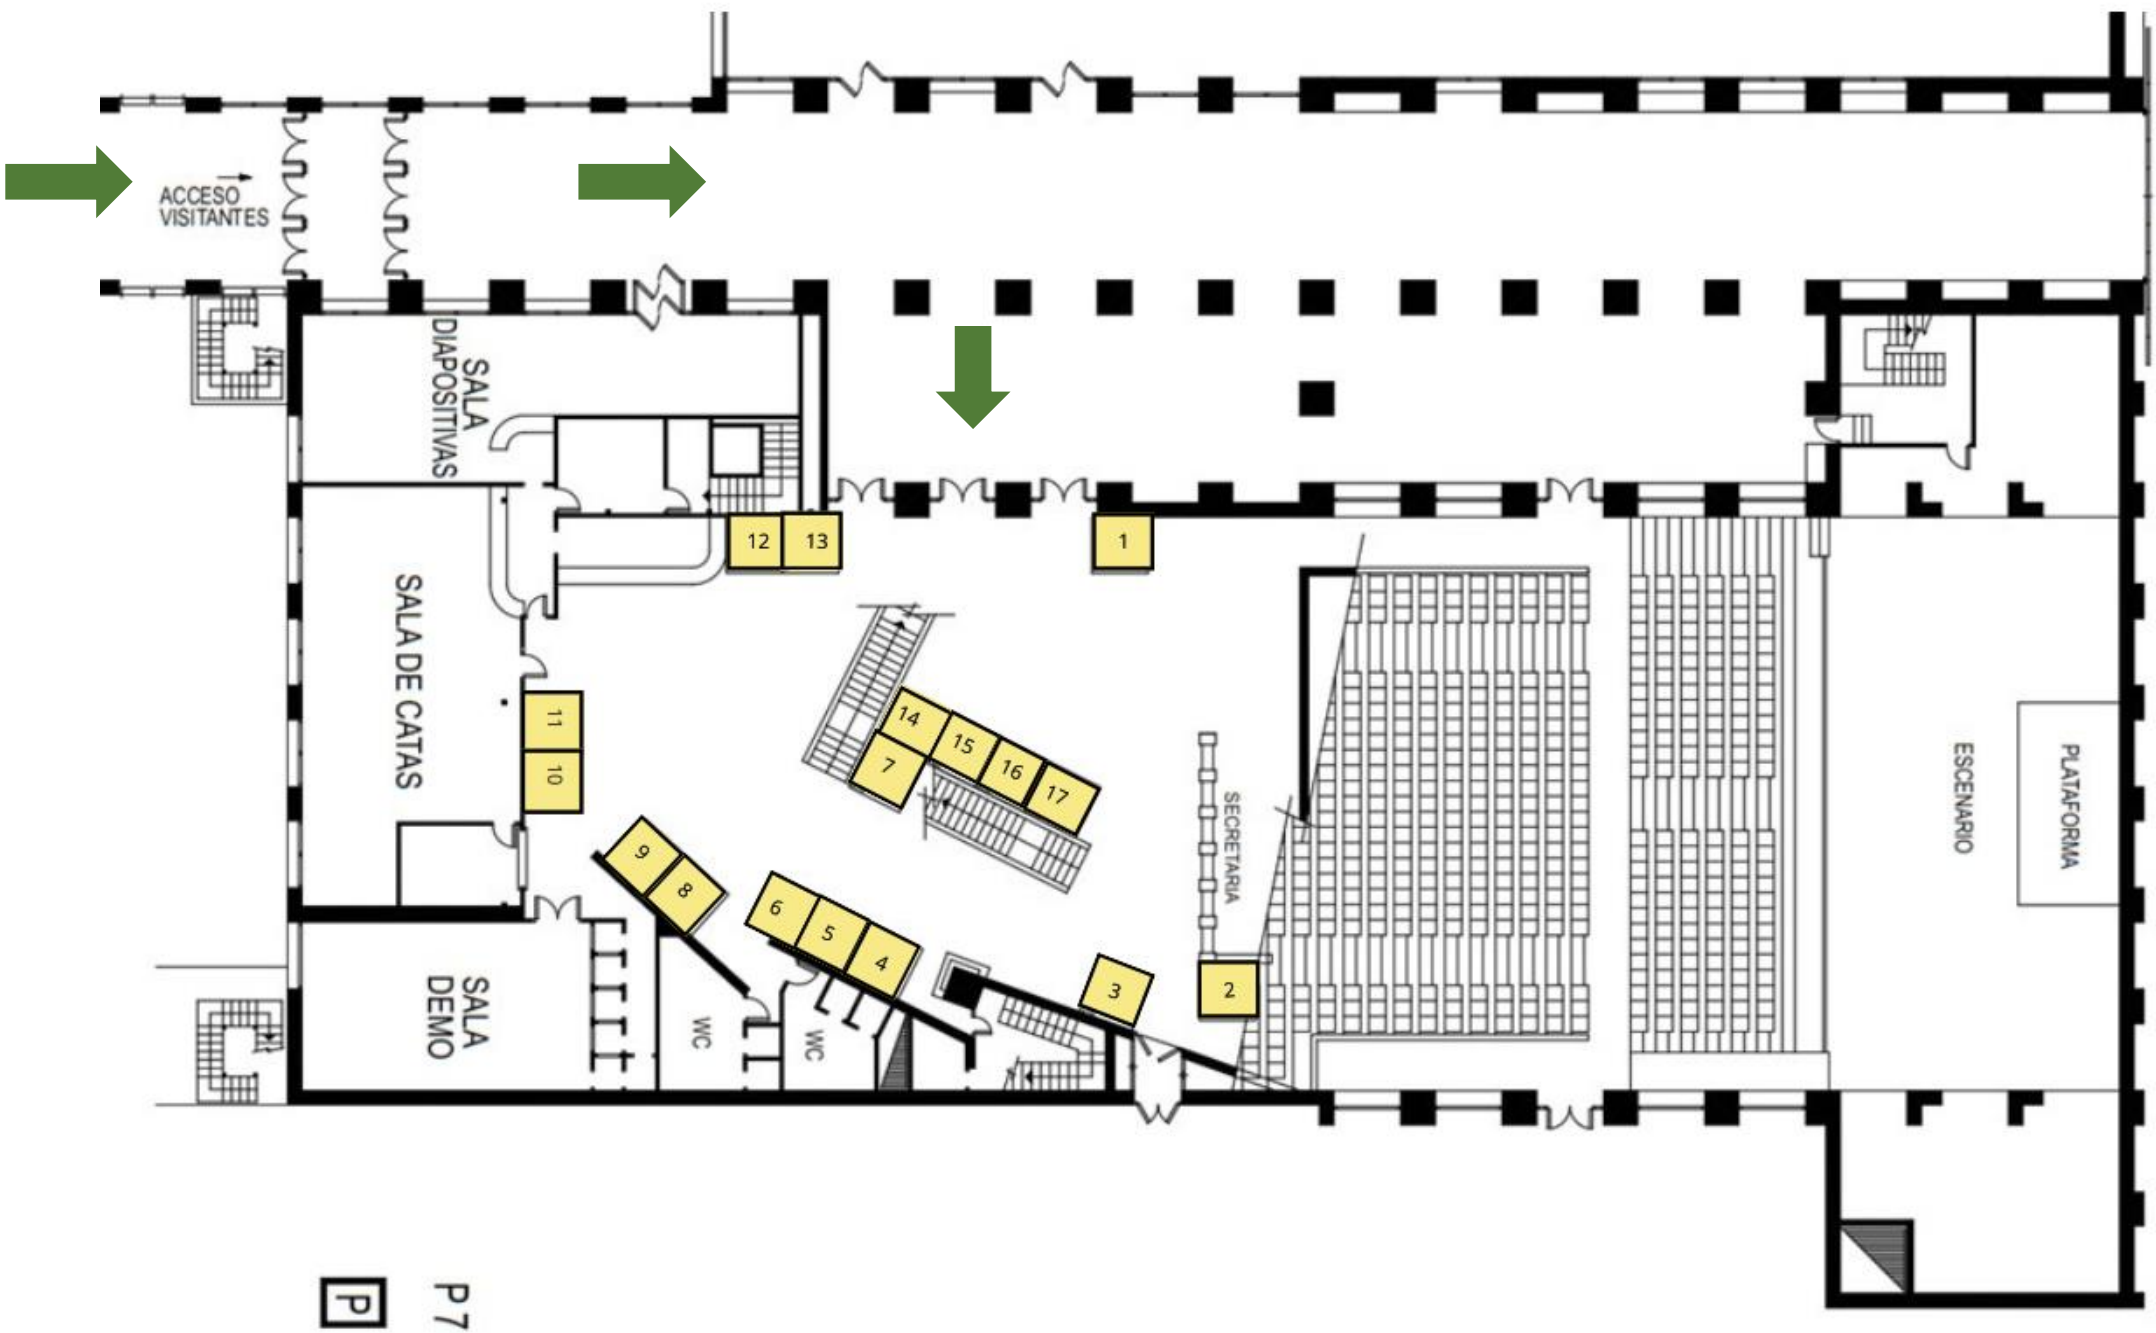 ACCESO
VISITANTES
SALA
DIAPOSITIVAS
12
13
1
SALA DE CATAS
11
10
14
15
16
17
7
9
8
6
5
4
3
2
SECRETARIA
ESCENARIO
PLATAFORMA
SALA
DEMO
WC
WC
P
P 7